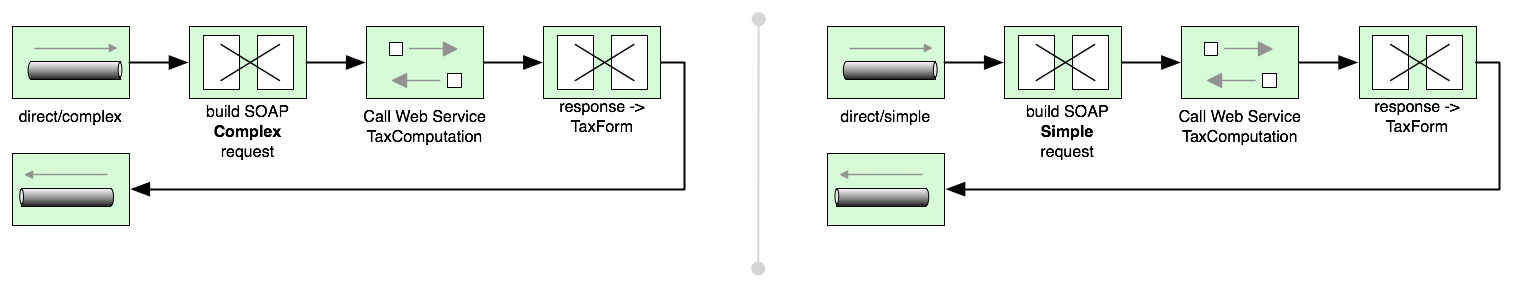 direct/complex
build SOAP
Complex
request
Call Web Service
TaxComputation
response ->
TaxForm
direct/simple
build SOAP
Simple
request
Call Web Service
TaxComputation
response ->
TaxForm